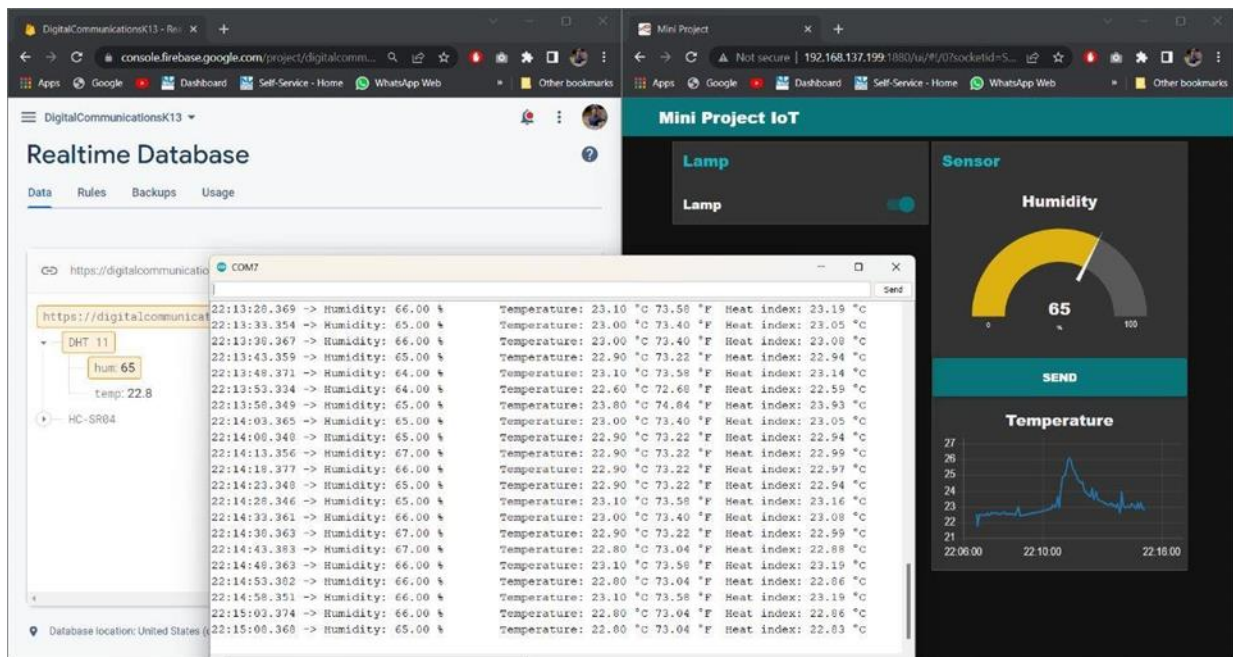 DigitalCommunicationsK13 - Rea
console.firebase.google.com/project/digitalcomm...
Apps Google Dashboard Self-Service - Home WhatsApp Web » Other bookmarks
DigitalCommunicationsK13
Realtime Database
Data Rules Backups Usage
https://digitalcommunicatio
https://digitalcommunicat
DHT 11
hum: 65
temp: 22.8
HC-SR04
Database location: United States (
COM7
Send
22:13:28.369 -> Humidity: 66.00 % Temperature: 23.10 °C 73.58 °F Heat index: 23.19 °C
22:13:33.354 -> Humidity: 65.00 % Temperature: 23.00 °C 73.40 °F Heat index: 23.05 °C
22:13:38.367 -> Humidity: 66.00 % Temperature: 23.00 °C 73.40 °F Heat index: 23.08 °C
22:13:43.359 -> Humidity: 65.00 % Temperature: 22.90 °C 73.22 °F Heat index: 22.94 °C
22:13:48.371 -> Humidity: 64.00 % Temperature: 23.10 °C 73.58 °F Heat index: 23.14 °C
22:13:53.334 -> Humidity: 64.00 % Temperature: 22.60 °C 72.68 °F Heat index: 22.59 °C
22:13:58.349 -> Humidity: 65.00 % Temperature: 23.80 °C 74.84 °F Heat index: 23.93 °C
22:14:03.365 -> Humidity: 65.00 % Temperature: 23.00 °C 73.40 °F Heat index: 23.05 °C
22:14:08.348 -> Humidity: 65.00 % Temperature: 22.90 °C 73.22 °F Heat index: 22.94 °C
22:14:13.356 -> Humidity: 67.00 % Temperature: 22.90 °C 73.22 °F Heat index: 22.99 °C
22:14:18.377 -> Humidity: 66.00 % Temperature: 22.90 °C 73.22 °F Heat index: 22.97 °C
22:14:23.348 -> Humidity: 65.00 % Temperature: 22.90 °C 73.22 °F Heat index: 22.94 °C
22:14:28.346 -> Humidity: 65.00 % Temperature: 23.10 °C 73.58 °F Heat index: 23.16 °C
22:14:33.361 -> Humidity: 66.00 % Temperature: 23.00 °C 73.40 °F Heat index: 23.08 °C
22:14:38.363 -> Humidity: 67.00 % Temperature: 22.90 °C 73.22 °F Heat index: 22.99 °C
22:14:43.383 -> Humidity: 67.00 % Temperature: 22.80 °C 73.04 °F Heat index: 22.88 °C
22:14:48.363 -> Humidity: 66.00 % Temperature: 23.10 °C 73.58 °F Heat index: 23.19 °C
22:14:53.382 -> Humidity: 66.00 % Temperature: 22.80 °C 73.04 °F Heat index: 22.86 °C
22:14:58.351 -> Humidity: 66.00 % Temperature: 23.10 °C 73.58 °F Heat index: 23.19 °C
22:15:03.374 -> Humidity: 66.00 % Temperature: 22.80 °C 73.04 °F Heat index: 22.86 °C
22:15:08.368 -> Humidity: 65.00 % Temperature: 22.80 °C 73.04 °F Heat index: 22.83 °C
Mini Project
Not secure | 192.168.137.199:1880/ui/#!/0?socketid=S...
Apps Google Dashboard Self-Service - Home WhatsApp Web » Other bookmarks
Mini Project IoT
Lamp
Lamp
Sensor
Humidity
65
0 % 100
SEND
Temperature
27
26
25
24
23
22
21
22:06:00 22:10:00 22:16:00